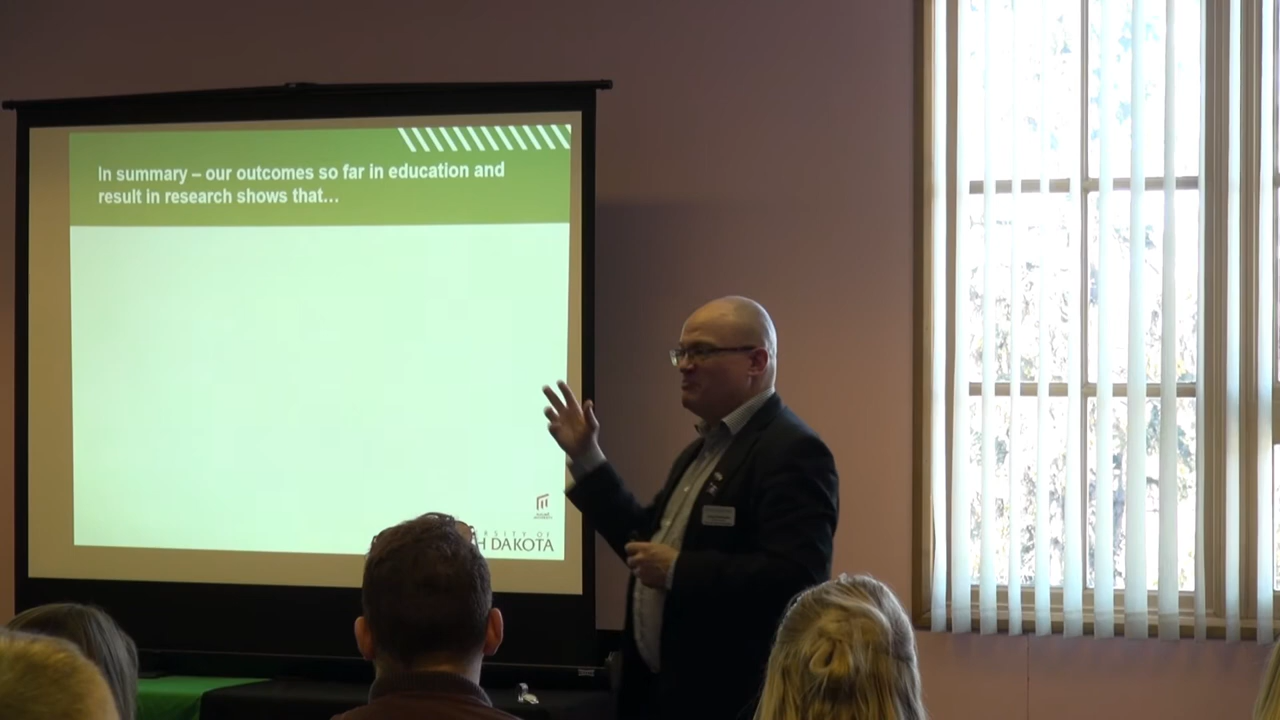 In summary – our outcomes so far in education and
result in research shows that…
H DAKOTA